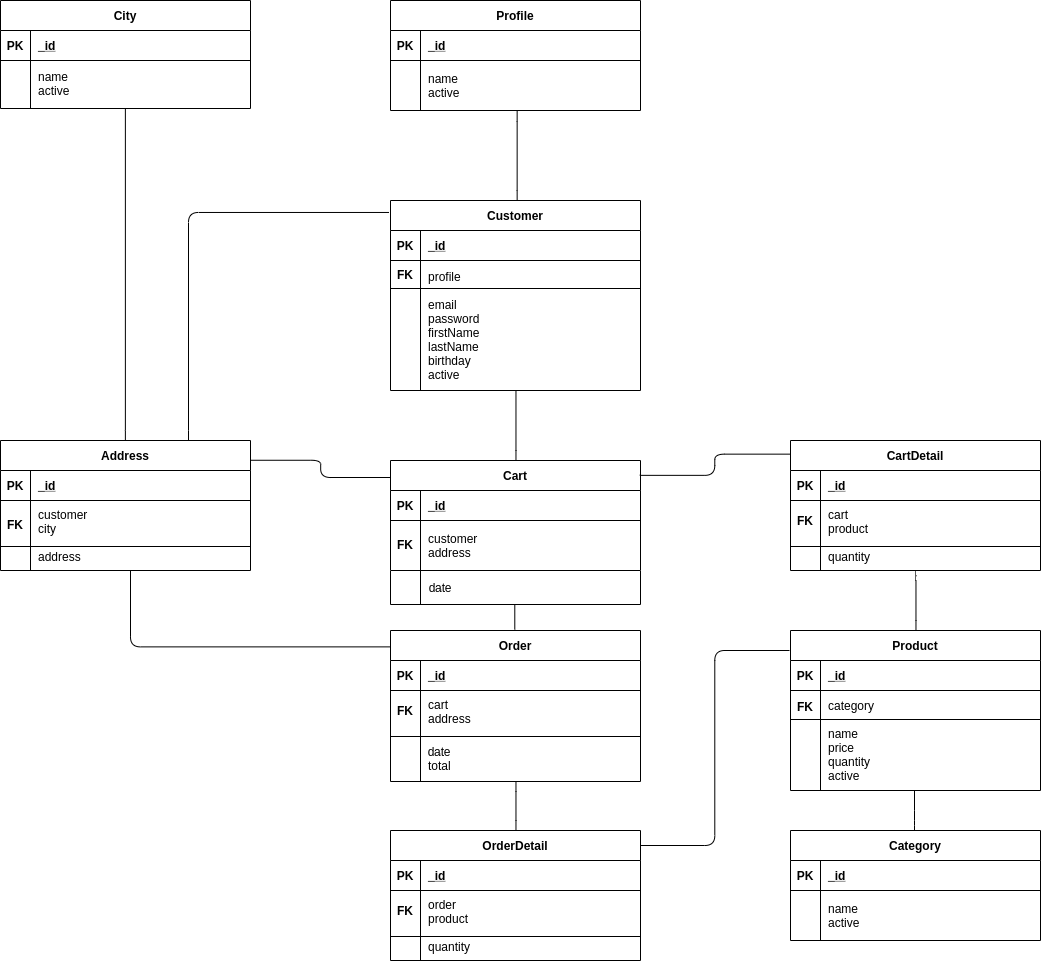 City
PK _id
name
active
Profile
PK _id
name
active
Customer
PK _id
FK profile
email
password
firstName
lastName
birthday
active
Address
PK _id
FK customer
city
address
Cart
PK _id
FK customer
address
date
CartDetail
PK _id
FK cart
product
quantity
Order
PK _id
FK cart
address
date
total
Product
PK _id
FK category
name
price
quantity
active
OrderDetail
PK _id
FK order
product
quantity
Category
PK _id
name
active